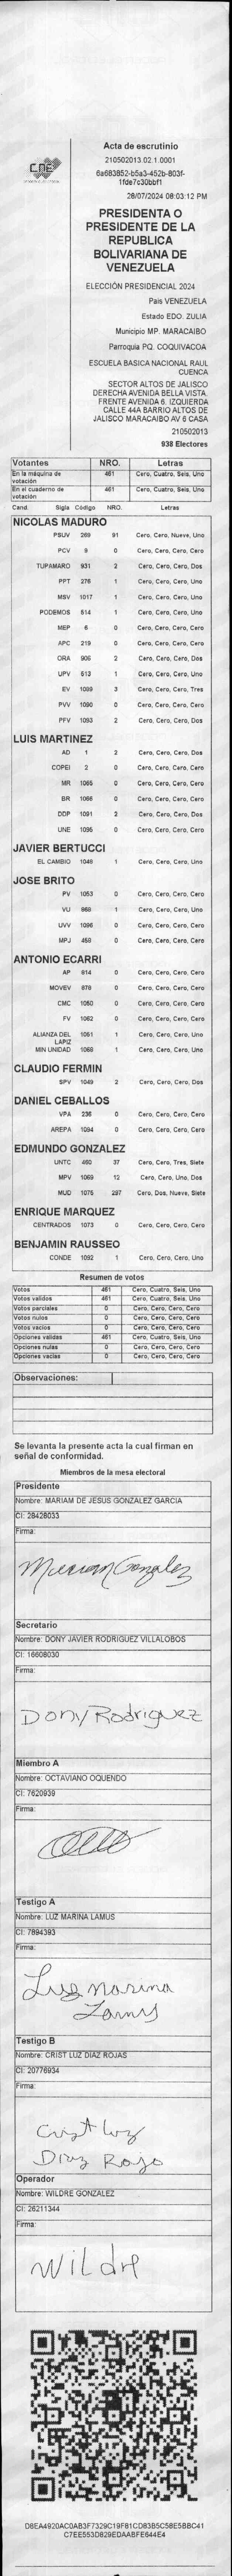 CNE
Acta de escrutinio
210502013.02.1.0001
6a683852-b5a3-452b-803f-
1fde7c30bbf1
28/07/2024 08:03:12 PM
PRESIDENTA O
PRESIDENTE DE LA
REPUBLICA
BOLIVARIANA DE
VENEZUELA
ELECCIÓN PRESIDENCIAL 2024
Pais VENEZUELA
Estado EDO. ZULIA
Municipio MP. MARACAIBO
Parroquia PQ. COQUIVACOA
ESCUELA BASICA NACIONAL RAUL
CUENCA
SECTOR ALTOS DE JALISCO
DERECHA AVENIDA BELLA VISTA.
FRENTE AVENIDA 6. IZQUIERDA
CALLE 44A BARRIO ALTOS DE
JALISCO MARACAIBO AV 6 CASA
210502013
938 Electores
Votantes NRO. Letras
En la máquina de votación 461 Cero, Cuatro, Seis, Uno
En el cuaderno de votación 461 Cero, Cuatro, Seis, Uno
Cand. Sigla Código NRO. Letras
NICOLAS MADURO
PSUV 269 91 Cero, Cero, Nueve, Uno
PCV 9 0 Cero, Cero, Cero, Cero
TUPAMARO 931 2 Cero, Cero, Cero, Dos
PPT 276 1 Cero, Cero, Cero, Uno
MSV 1017 1 Cero, Cero, Cero, Uno
PODEMOS 514 1 Cero, Cero, Cero, Uno
MEP 6 0 Cero, Cero, Cero, Cero
APC 219 0 Cero, Cero, Cero, Cero
ORA 906 2 Cero, Cero, Cero, Dos
UPV 513 1 Cero, Cero, Cero, Uno
EV 1099 3 Cero, Cero, Cero, Tres
PVV 1090 0 Cero, Cero, Cero, Cero
PFV 1093 2 Cero, Cero, Cero, Dos
LUIS MARTINEZ
AD 1 2 Cero, Cero, Cero, Dos
COPEI 2 0 Cero, Cero, Cero, Cero
MR 1065 0 Cero, Cero, Cero, Cero
BR 1066 0 Cero, Cero, Cero, Cero
DDP 1091 2 Cero, Cero, Cero, Dos
UNE 1095 0 Cero, Cero, Cero, Cero
JAVIER BERTUCCI
EL CAMBIO 1048 1 Cero, Cero, Cero, Uno
JOSE BRITO
PV 1053 0 Cero, Cero, Cero, Cero
VU 868 1 Cero, Cero, Cero, Uno
UVV 1096 0 Cero, Cero, Cero, Cero
MPJ 458 0 Cero, Cero, Cero, Cero
ANTONIO ECARRI
AP 914 0 Cero, Cero, Cero, Cero
MOVEV 878 0 Cero, Cero, Cero, Cero
CMC 1050 0 Cero, Cero, Cero, Cero
FV 1062 0 Cero, Cero, Cero, Cero
ALIANZA DEL LAPIZ 1051 1 Cero, Cero, Cero, Uno
MIN UNIDAD 1068 1 Cero, Cero, Cero, Uno
CLAUDIO FERMIN
SPV 1049 2 Cero, Cero, Cero, Dos
DANIEL CEBALLOS
VPA 236 0 Cero, Cero, Cero, Cero
AREPA 1094 0 Cero, Cero, Cero, Cero
EDMUNDO GONZALEZ
UNTC 460 37 Cero, Cero, Tres, Siete
MPV 1069 12 Cero, Cero, Uno, Dos
MUD 1075 297 Cero, Dos, Nueve, Siete
ENRIQUE MARQUEZ
CENTRADOS 1073 0 Cero, Cero, Cero, Cero
BENJAMIN RAUSSEO
CONDE 1092 1 Cero, Cero, Cero, Uno
Resumen de votos
Votos 461 Cero, Cuatro, Seis, Uno
Votos validos 461 Cero, Cuatro, Seis, Uno
Votos parciales 0 Cero, Cero, Cero, Cero
Votos nulos 0 Cero, Cero, Cero, Cero
Votos vacios 0 Cero, Cero, Cero, Cero
Opciones validas 461 Cero, Cuatro, Seis, Uno
Opciones nulas 0 Cero, Cero, Cero, Cero
Opciones vacias 0 Cero, Cero, Cero, Cero
Observaciones:
Se levanta la presente acta la cual firman en
señal de conformidad.
Miembros de la mesa electoral
Presidente
Nombre: MARIAM DE JESUS GONZALEZ GARCIA
CI: 28428033
Firma:
Mariam Gonzalez
Secretario
Nombre: DONY JAVIER RODRIGUEZ VILLALOBOS
CI: 16608030
Firma:
Dony Rodriguez
Miembro A
Nombre: OCTAVIANO OQUENDO
CI: 7620939
Firma:
Testigo A
Nombre: LUZ MARINA LAMUS
CI: 7894393
Firma:
Luz marina
Lamus
Testigo B
Nombre: CRIST LUZ DIAZ ROJAS
CI: 20776934
Firma:
Crist luz
Diaz Rojo
Operador
Nombre: WILDRE GONZALEZ
CI: 26211344
Firma:
Wildre
D8EA4920AC0AB3F7329C19F81CD83B5C58E5BBC41
C7EE553D829EDAABFE644E4